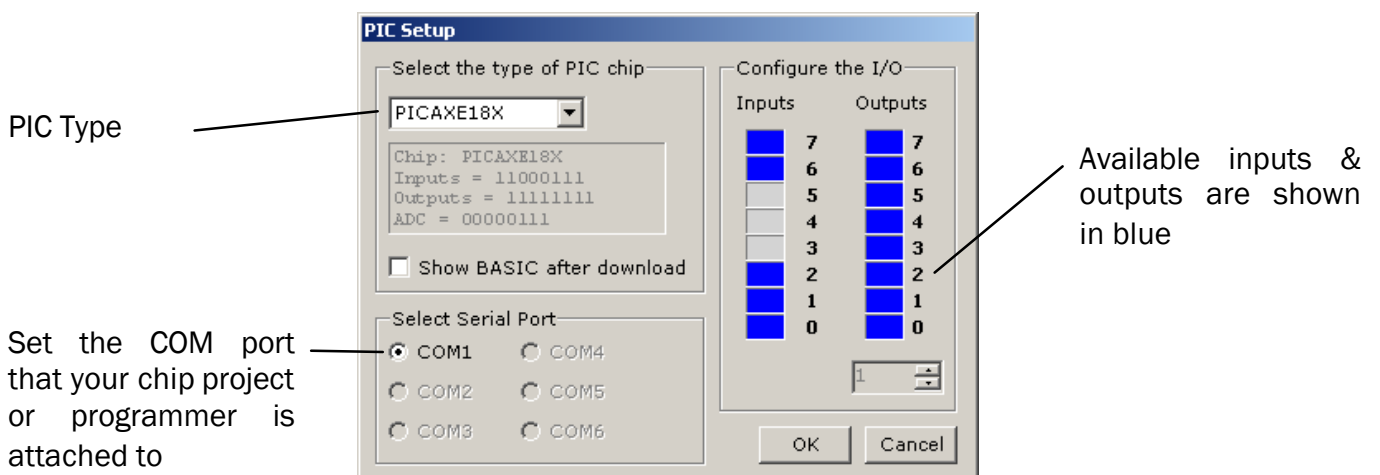 PIC Setup
Select the type of PIC chip
PICAXE18X
Chip: PICAXE18X
Inputs = 11000111
Outputs = 11111111
ADC = 00000111
Show BASIC after download
Select Serial Port
COM1 COM4
COM2 COM5
COM3 COM6
Configure the I/O
Inputs Outputs
7 7
6 6
5 5
4 4
3 3
2 2
1 1
0 0
1
OK Cancel
PIC Type
Set the COM port
that your chip project
or programmer is
attached to
Available inputs &
outputs are shown
in blue